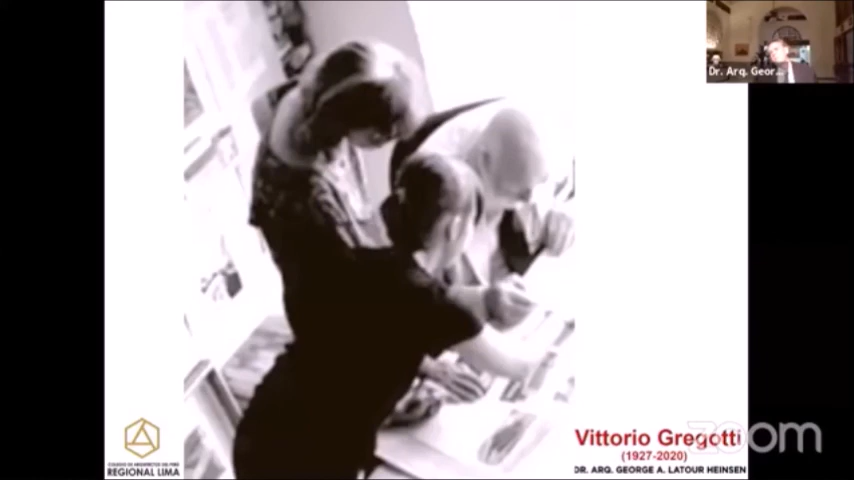 Dr. Arq. Geor...
Vittorio Gregotti
(1927-2020)
DR. ARQ. GEORGE A. LATOUR HEINSEN
zoom
COLEGIO DE ARQUITECTOS DEL PERÚ
REGIONAL LIMA